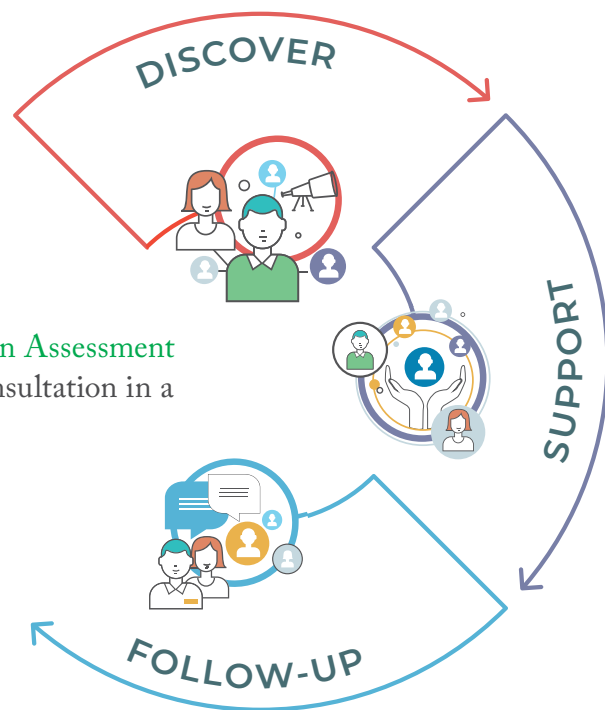 DISCOVER
SUPPORT
n Assessment
nsultation in a
FOLLOW-UP